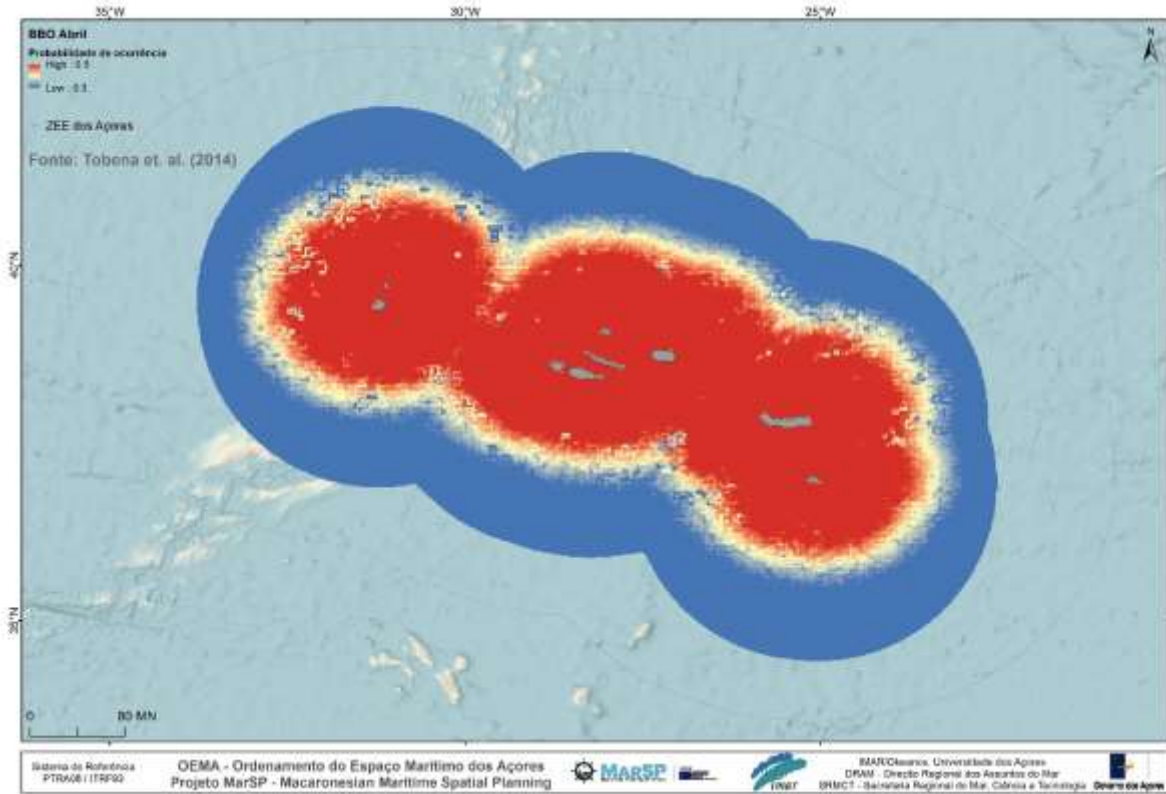 35°W 30°W 25°W
BBO Abril
Probabilidade de ocorrência
High : 0.5
Low : 0.3
ZEE dos Açores
Fonte: Tobena et. al. (2014)
N
40°N
35°N
0 80 MN
Sistema de Referência
PTRA08 / ITRF93
OEMA - Ordenamento do Espaço Marítimo dos Açores
Projeto MarSP - Macaronesian Maritime Spatial Planning
MARSP
IMAR/Okeanos, Universidade dos Açores
DRAM - Direção Regional dos Assuntos do Mar
SRMCT - Secretaria Regional do Mar, Ciência e Tecnologia
Governo dos Açores